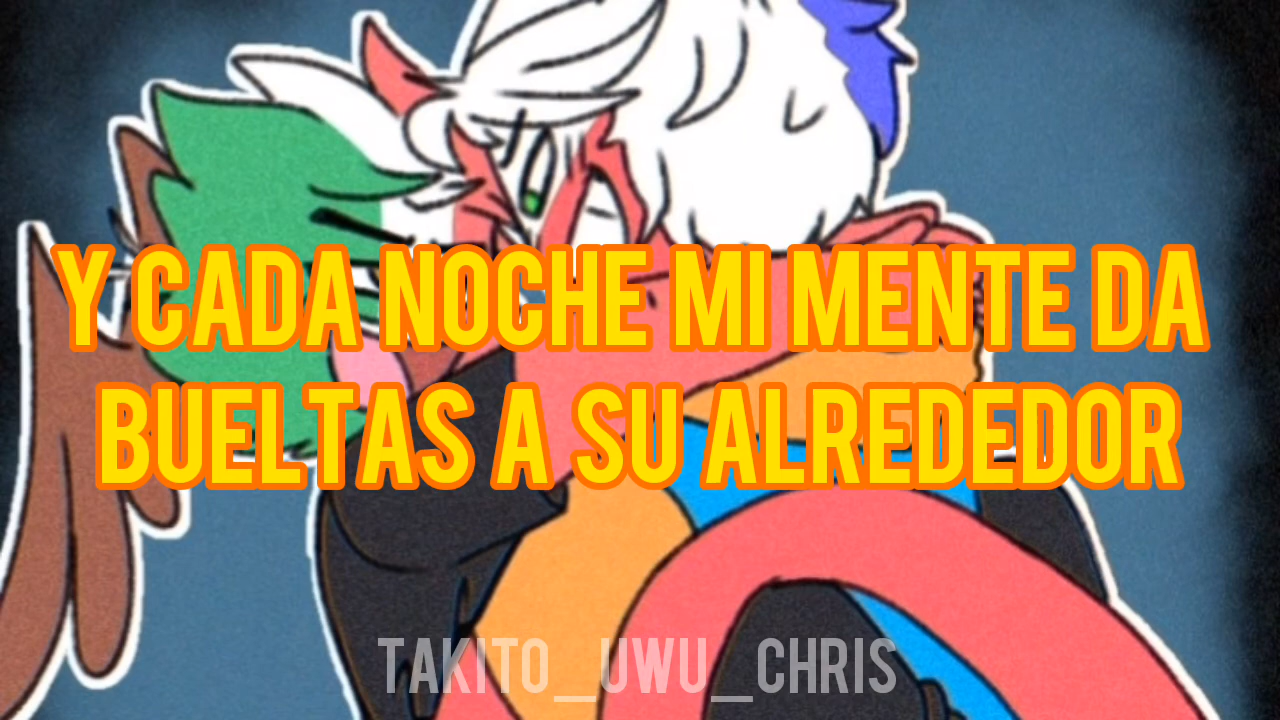 Y CADA NOCHE MI MENTE DA
BUELTAS A SU ALREDEDOR
TAKITO_UWU_CHRIS